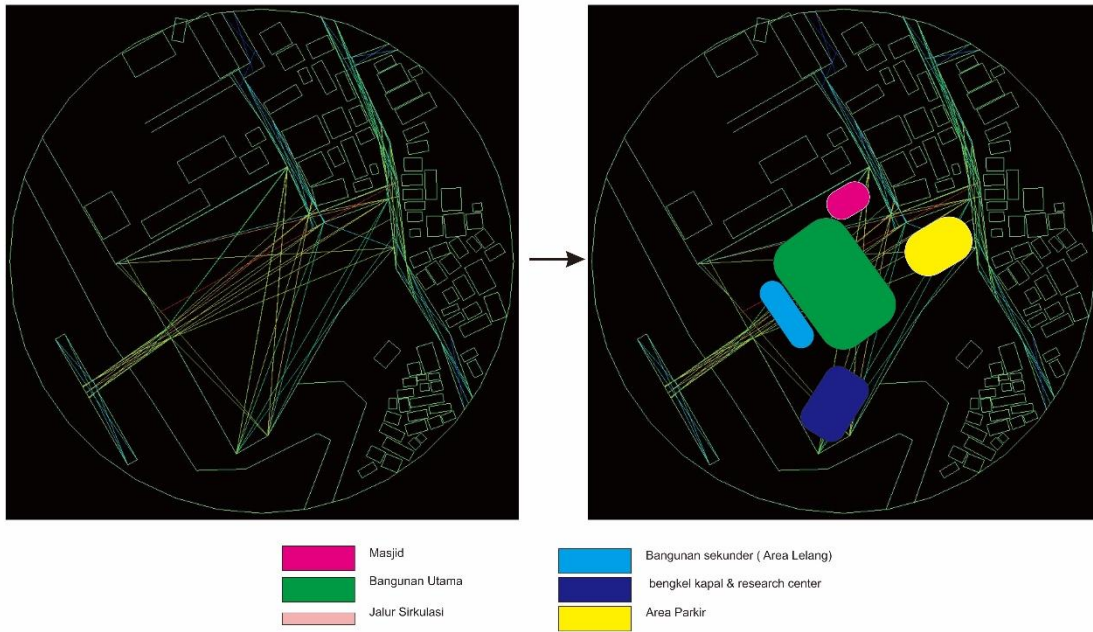 Masjid
Bangunan Utama
Jalur Sirkulasi
Bangunan sekunder ( Area Lelang)
bengkel kapal & research center
Area Parkir